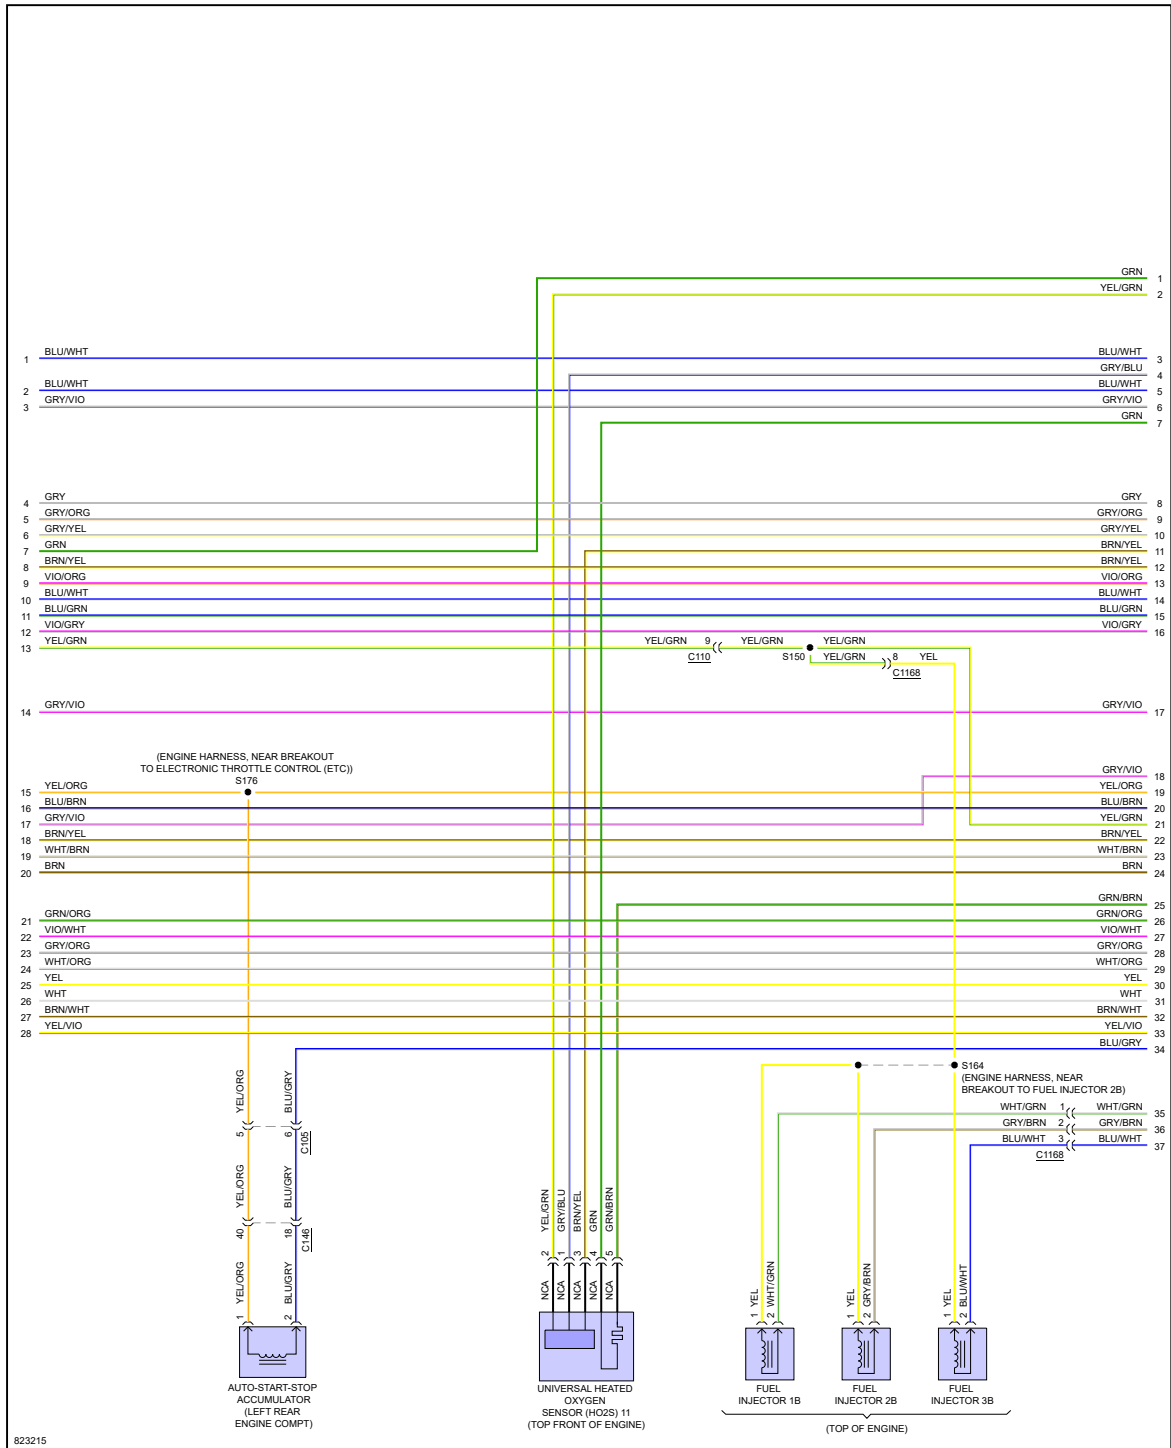 GRN 1
YEL/GRN 2
1 BLU/WHT BLU/WHT 3
GRY/BLU 4
2 BLU/WHT BLU/WHT 5
3 GRY/VIO GRY/VIO 6
GRN 7
4 GRY GRY 8
5 GRY/ORG GRY/ORG 9
6 GRY/YEL GRY/YEL 10
7 GRN BRN/YEL 11
8 BRN/YEL BRN/YEL 12
9 VIO/ORG VIO/ORG 13
10 BLU/WHT BLU/WHT 14
11 BLU/GRN BLU/GRN 15
12 VIO/GRY VIO/GRY 16
13 YEL/GRN YEL/GRN 9 YEL/GRN YEL/GRN
C110 S150 YEL/GRN 8 YEL
C1168
14 GRY/VIO GRY/VIO 17
(ENGINE HARNESS, NEAR BREAKOUT
TO ELECTRONIC THROTTLE CONTROL (ETC))
S176
GRY/VIO 18
15 YEL/ORG YEL/ORG 19
16 BLU/BRN BLU/BRN 20
17 GRY/VIO YEL/GRN 21
18 BRN/YEL BRN/YEL 22
19 WHT/BRN WHT/BRN 23
20 BRN BRN 24
GRN/BRN 25
21 GRN/ORG GRN/ORG 26
22 VIO/WHT VIO/WHT 27
23 GRY/ORG GRY/ORG 28
24 WHT/ORG WHT/ORG 29
25 YEL YEL 30
26 WHT WHT 31
27 BRN/WHT BRN/WHT 32
28 YEL/VIO YEL/VIO 33
BLU/GRY 34
S164
(ENGINE HARNESS, NEAR
BREAKOUT TO FUEL INJECTOR 2B)
YEL/ORG BLU/GRY
WHT/GRN 1 WHT/GRN 35
GRY/BRN 2 GRY/BRN 36
BLU/WHT 3 BLU/WHT 37
C1168
5 6 C105
YEL/ORG BLU/GRY
40 18 C146
YEL/GRN GRY/BLU BRN/YEL GRN GRN/BRN
2 1 3 4 5
NCA NCA NCA NCA NCA
YEL/ORG BLU/GRY
1 2
YEL WHT/GRN YEL GRY/BRN YEL BLU/WHT
1 2 1 2 1 2
AUTO-START-STOP
ACCUMULATOR
(LEFT REAR
ENGINE COMPT)
UNIVERSAL HEATED
OXYGEN
SENSOR (HO2S) 11
(TOP FRONT OF ENGINE)
FUEL
INJECTOR 1B
FUEL
INJECTOR 2B
FUEL
INJECTOR 3B
(TOP OF ENGINE)
823215